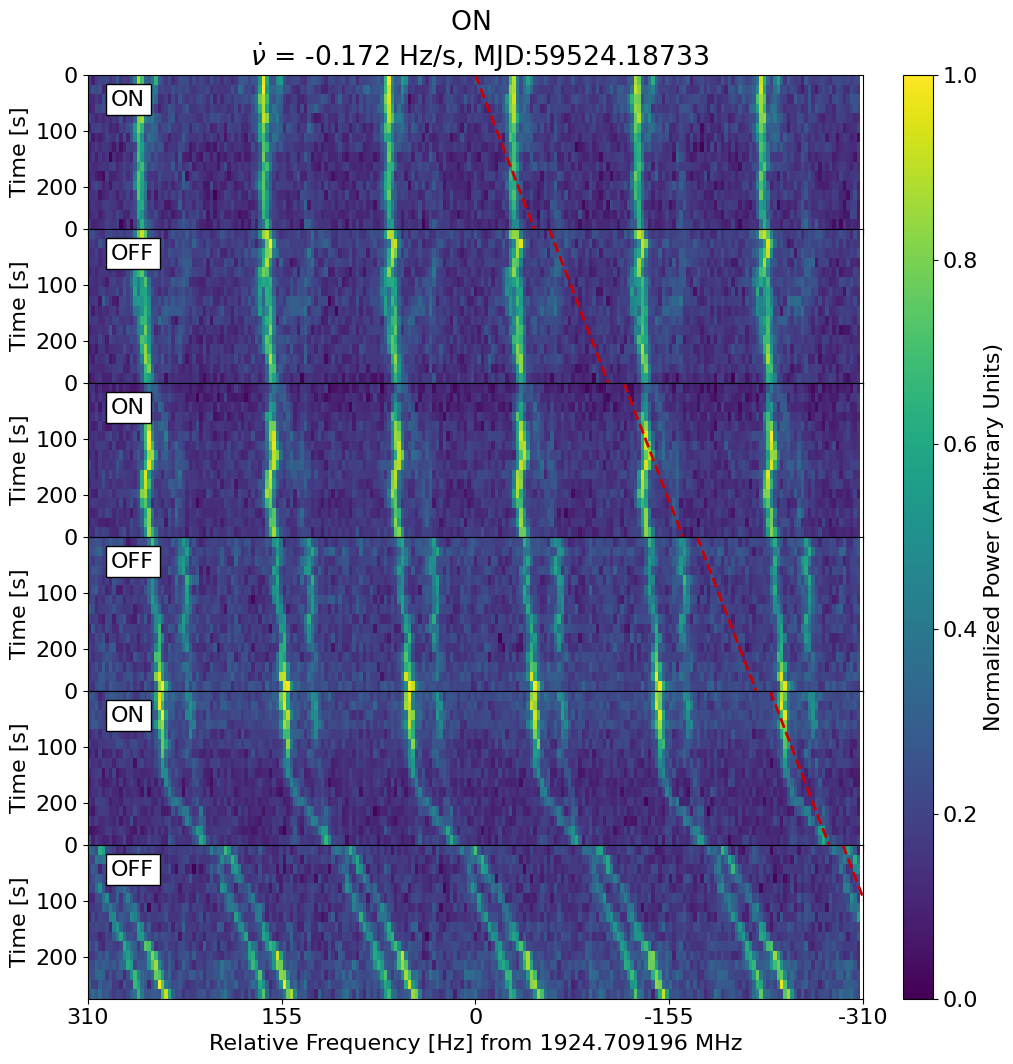 ON
ν̇ = -0.172 Hz/s, MJD:59524.18733
0
ON
100
Time [s]
200
0
OFF
100
Time [s]
200
0
ON
100
Time [s]
200
0
OFF
100
Time [s]
200
0
ON
100
Time [s]
200
0
OFF
100
Time [s]
200
310 155 0 -155 -310
Relative Frequency [Hz] from 1924.709196 MHz
1.0
0.8
0.6
0.4
0.2
0.0
Normalized Power (Arbitrary Units)